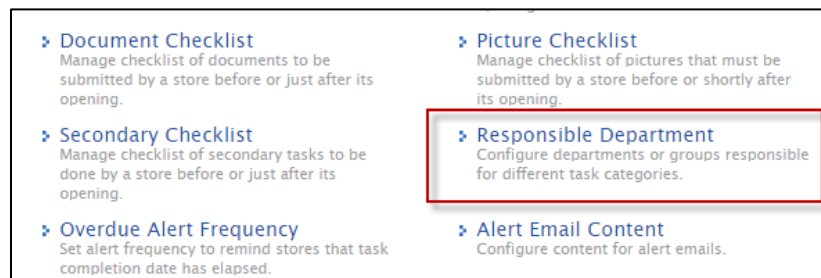 Document Checklist
Manage checklist of documents to be
submitted by a store before or just after its
opening.
Picture Checklist
Manage checklist of pictures that must be
submitted by a store before or shortly after
its opening.
Secondary Checklist
Manage checklist of secondary tasks to be
done by a store before or just after its
opening.
Responsible Department
Configure departments or groups responsible
for different task categories.
Overdue Alert Frequency
Set alert frequency to remind stores that task
completion date has elapsed.
Alert Email Content
Configure content for alert emails.